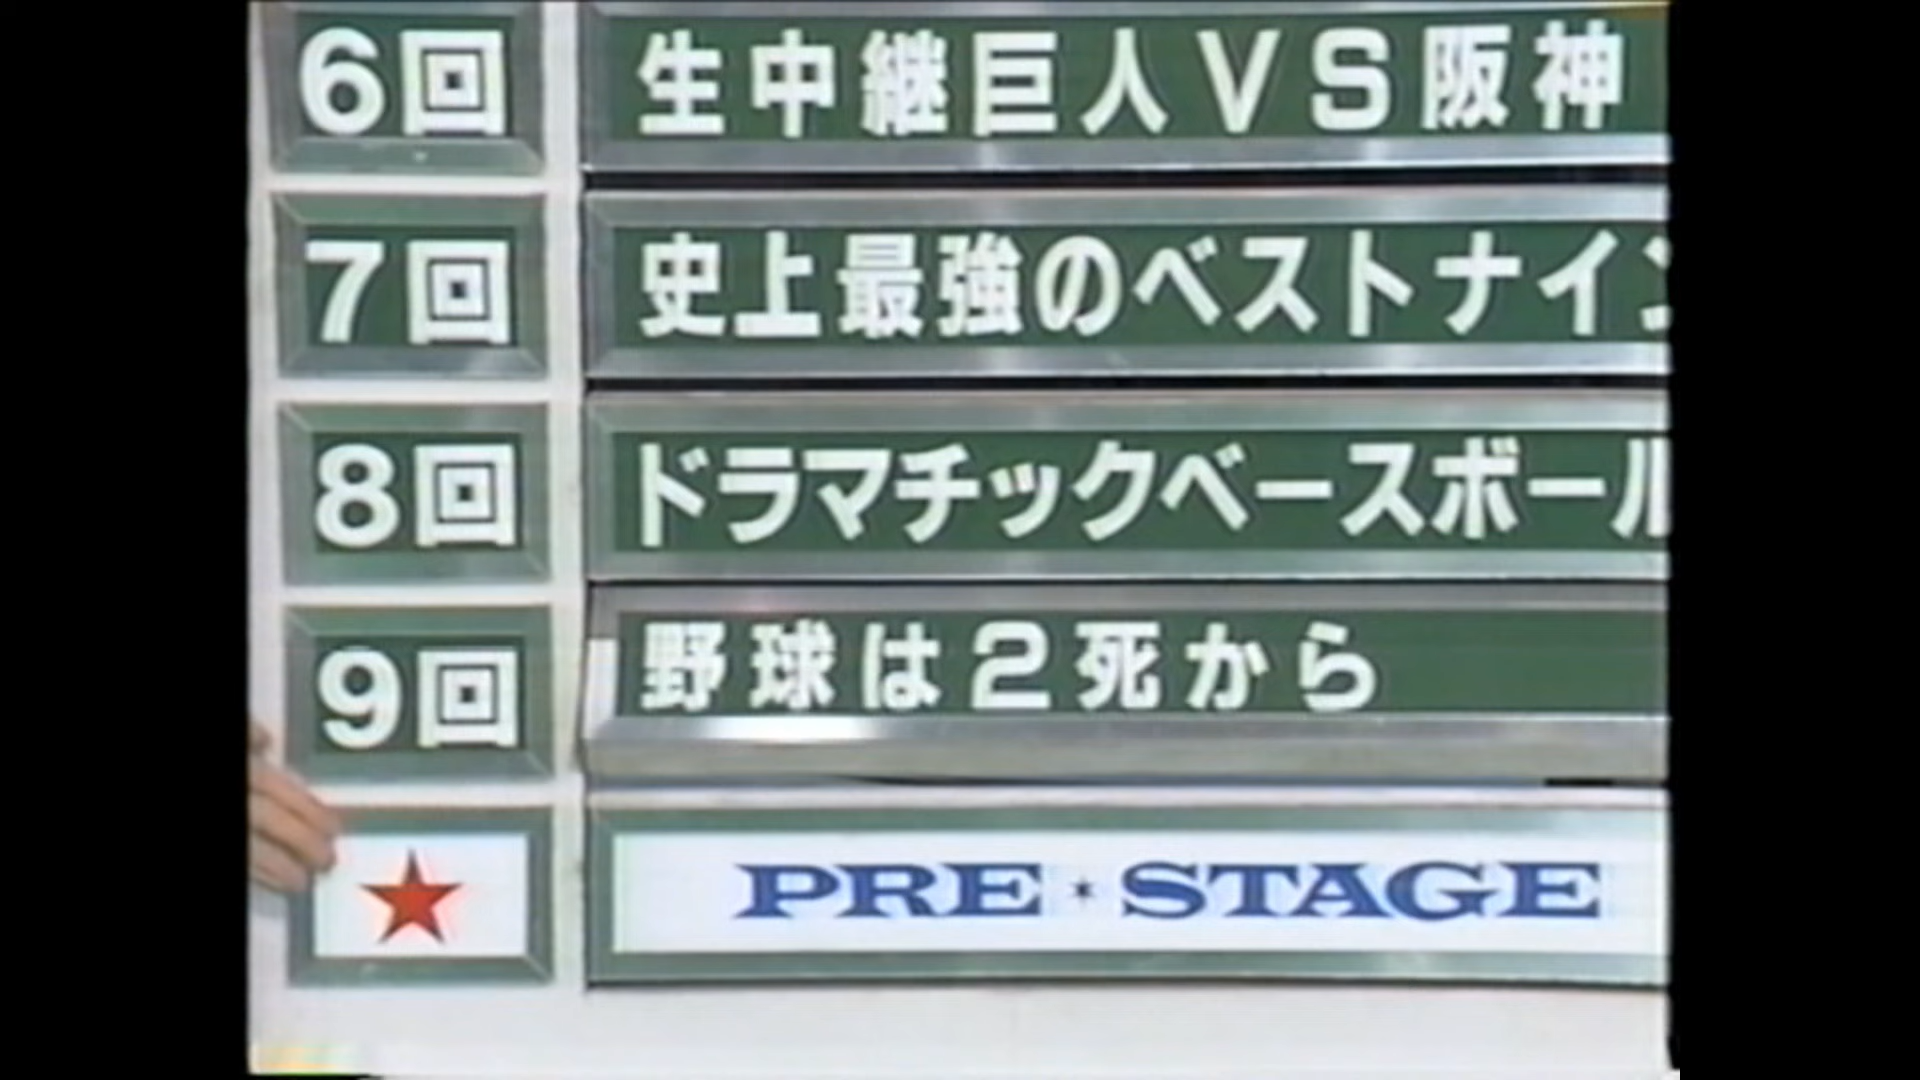 6回 生中継巨人VS阪神
7回 史上最強のベストナイン
8回 ドラマチックベースボール
9回 野球は2死から
★ PRE★STAGE